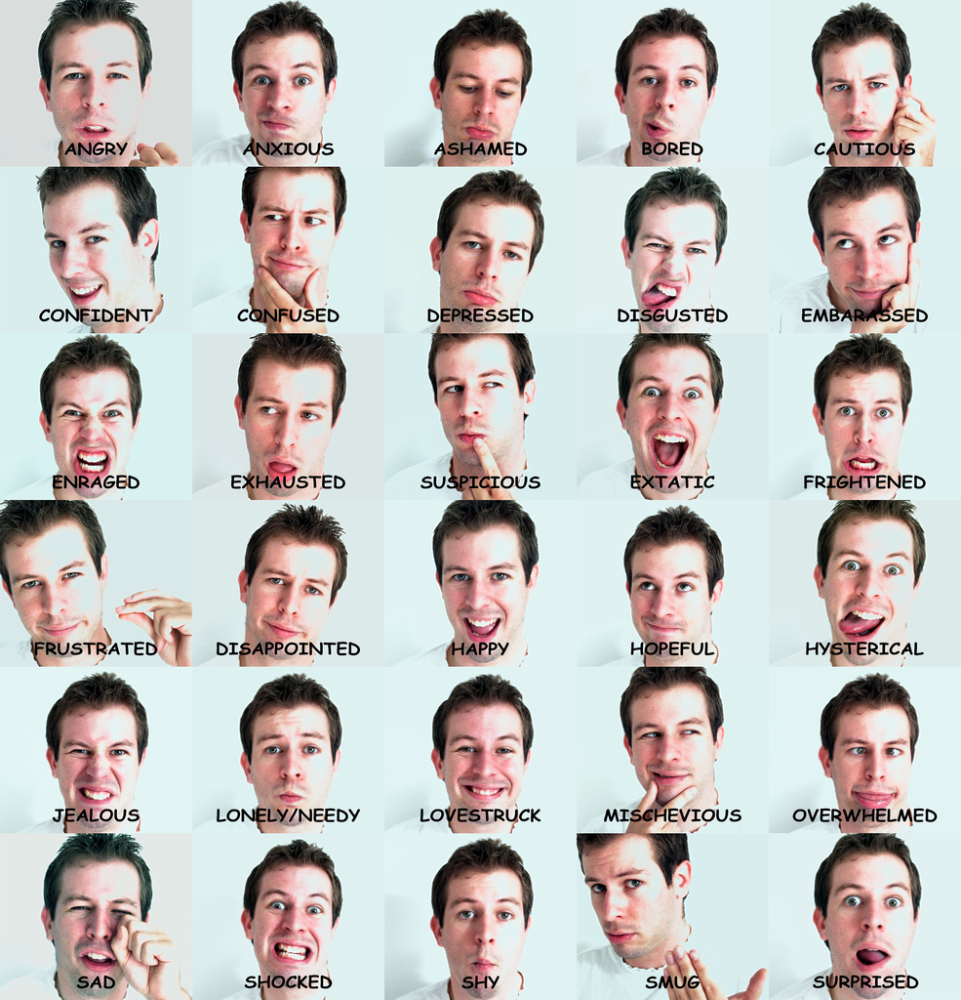 ANGRY
ANXIOUS
ASHAMED
BORED
CAUTIOUS
CONFIDENT
CONFUSED
DEPRESSED
DISGUSTED
EMBARASSED
ENRAGED
EXHAUSTED
SUSPICIOUS
EXTATIC
FRIGHTENED
FRUSTRATED
DISAPPOINTED
HAPPY
HOPEFUL
HYSTERICAL
JEALOUS
LONELY/NEEDY
LOVESTRUCK
MISCHEVIOUS
OVERWHELMED
SAD
SHOCKED
SHY
SMUG
SURPRISED